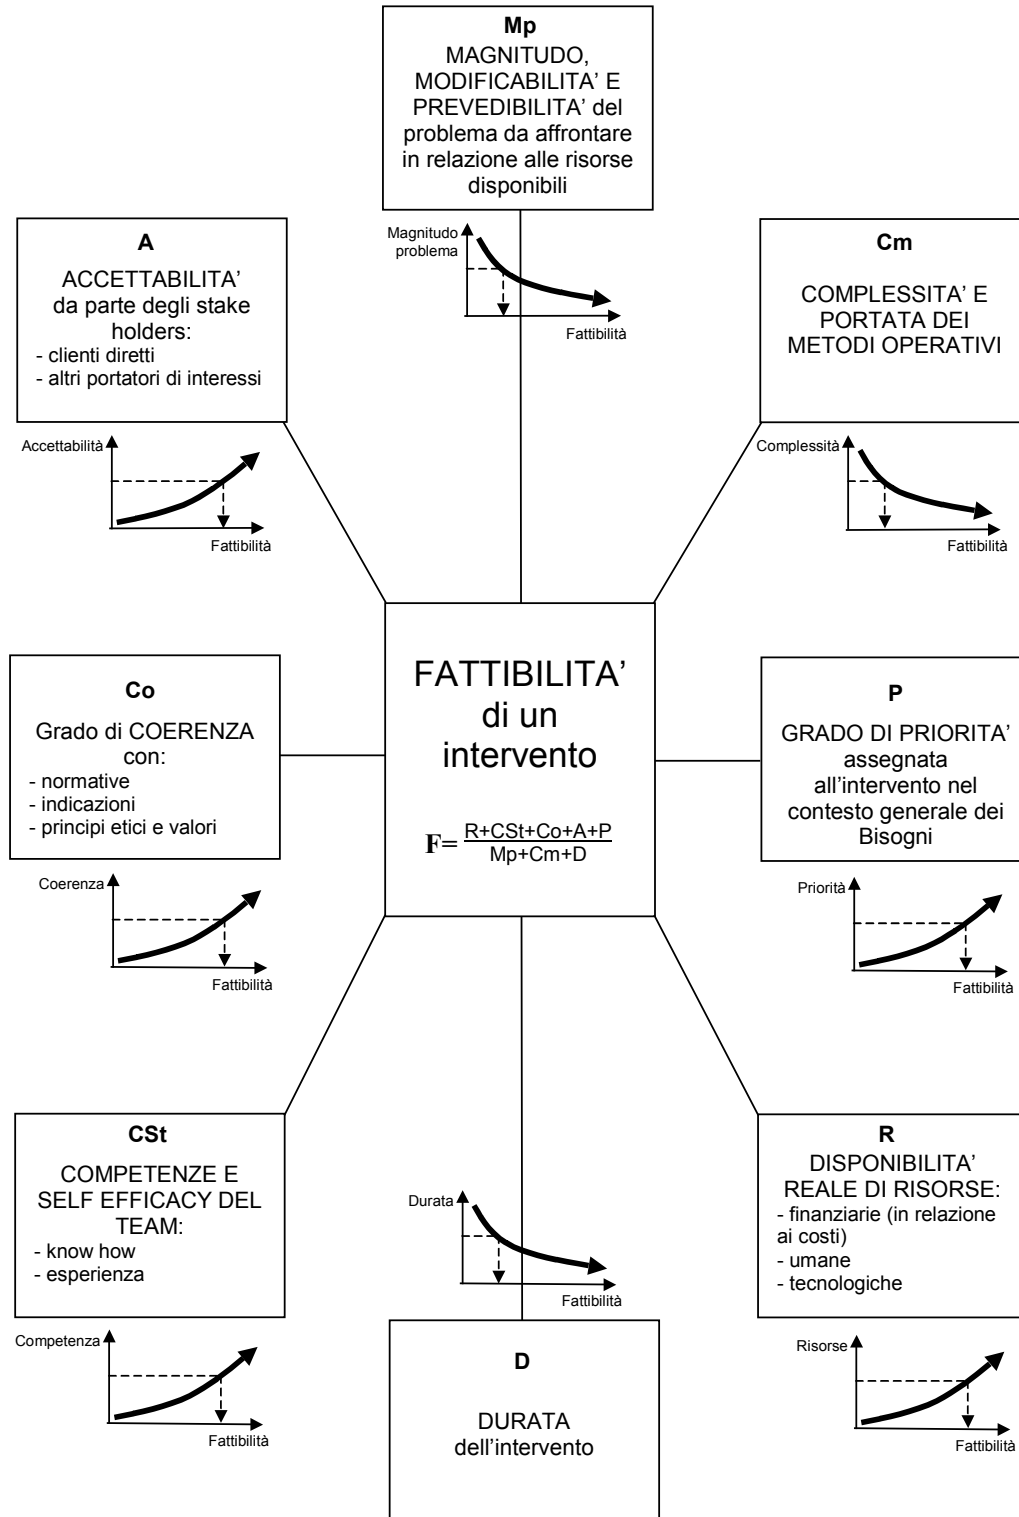 Mp
MAGNITUDO,
MODIFICABILITA’ E
PREVEDIBILITA’ del
problema da affrontare
in relazione alle risorse
disponibili
Magnitudo
problema
Fattibilità
A
ACCETTABILITA’
da parte degli stake
holders:
- clienti diretti
- altri portatori di interessi
Accettabilità
Fattibilità
Cm
COMPLESSITA’ E
PORTATA DEI
METODI OPERATIVI
Complessità
Fattibilità
Co
Grado di COERENZA
con:
- normative
- indicazioni
- principi etici e valori
Coerenza
Fattibilità
FATTIBILITA’
di un
intervento
F= R+CSt+Co+A+P
Mp+Cm+D
P
GRADO DI PRIORITA’
assegnata
all’intervento nel
contesto generale dei
Bisogni
Priorità
Fattibilità
CSt
COMPETENZE E
SELF EFFICACY DEL
TEAM:
- know how
- esperienza
Competenza
Fattibilità
Durata
Fattibilità
D
DURATA
dell’intervento
R
DISPONIBILITA’
REALE DI RISORSE:
- finanziarie (in relazione
ai costi)
- umane
- tecnologiche
Risorse
Fattibilità